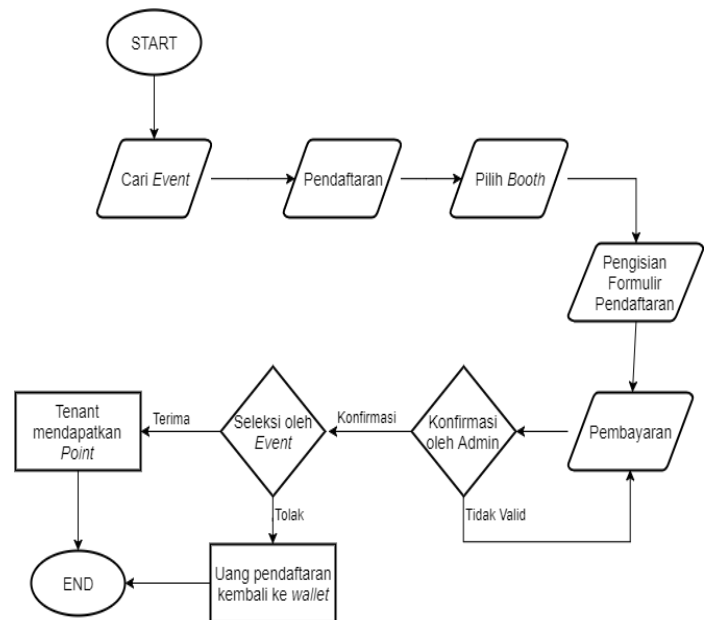 START
Cari Event
Pendaftaran
Pilih Booth
Pengisian
Formulir
Pendaftaran
Pembayaran
Konfirmasi
oleh Admin
Tidak Valid
Konfirmasi
Seleksi oleh
Event
Terima
Tenant
mendapatkan
Point
Tolak
Uang pendaftaran
kembali ke wallet
END